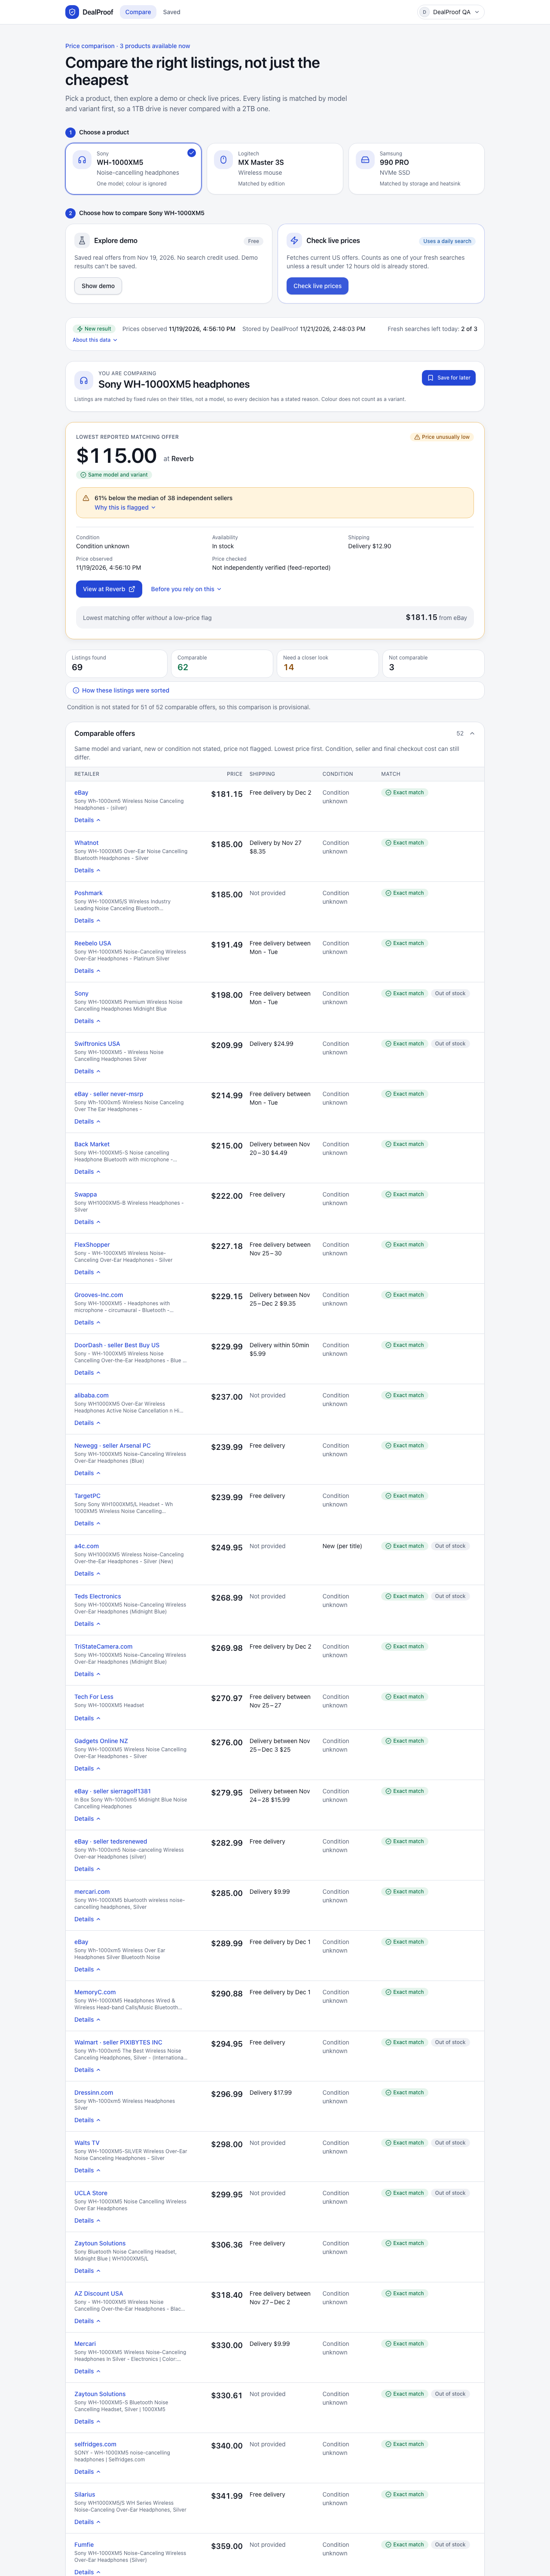 DealProof
Compare
Saved
D
DealProof QA
Price comparison · 3 products available now
Compare the right listings, not just the
cheapest
Pick a product, then explore a demo or check live prices. Every listing is matched by model
and variant first, so a 1TB drive is never compared with a 2TB one.
1 Choose a product
Sony
WH-1000XM5
Noise-cancelling headphones
One model; colour is ignored
Logitech
MX Master 3S
Wireless mouse
Matched by edition
Samsung
990 PRO
NVMe SSD
Matched by storage and heatsink
2 Choose how to compare Sony WH-1000XM5
Explore demo
Free
Saved real offers from Nov 19, 2026. No search credit used. Demo
results can't be saved.
Show demo
Check live prices
Uses a daily search
Fetches current US offers. Counts as one of your fresh searches
unless a result under 12 hours old is already stored.
Check live prices
New result
Prices observed 11/19/2026, 4:56:10 PM
Stored by DealProof 11/21/2026, 2:48:03 PM
Fresh searches left today: 2 of 3
About this data
YOU ARE COMPARING
Sony WH-1000XM5 headphones
Save for later
Listings are matched by fixed rules on their titles, not a model, so every decision has a stated reason. Colour does not count as a variant.
LOWEST REPORTED MATCHING OFFER
Price unusually low
$115.00 at Reverb
Same model and variant
61% below the median of 38 independent sellers
Why this is flagged
Condition
Condition unknown
Availability
In stock
Shipping
Delivery $12.90
Price observed
11/19/2026, 4:56:10 PM
Price checked
Not independently verified (feed-reported)
View at Reverb
Before you rely on this
Lowest matching offer without a low-price flag
$181.15 from eBay
Listings found
69
Comparable
62
Need a closer look
14
Not comparable
3
How these listings were sorted
Condition is not stated for 51 of 52 comparable offers, so this comparison is provisional.
Comparable offers
52
Same model and variant, new or condition not stated, price not flagged. Lowest price first. Condition, seller and final checkout cost can still
differ.
RETAILER PRICE SHIPPING CONDITION MATCH
eBay $181.15 Free delivery by Dec 2 Condition unknown Exact match
Sony Wh-1000xm5 Wireless Noise Canceling
Headphones - (silver)
Details
Whatnot $185.00 Delivery by Nov 27 $8.35 Condition unknown Exact match
Sony WH-1000XM5 Over-Ear Noise Canceling
Bluetooth Headphones - Silver
Details
Poshmark $185.00 Not provided Condition unknown Exact match
Sony WH-1000XM5/S Wireless Industry
Leading Noise Canceling Bluetooth...
Details
Reebelo USA $191.49 Free delivery between Mon - Tue Condition unknown Exact match
Sony WH-1000XM5 Noise-Canceling Wireless
Over-Ear Headphones - Platinum Silver
Details
Sony $198.00 Free delivery between Mon - Tue Condition unknown Exact match Out of stock
Sony WH-1000XM5 Premium Wireless Noise
Canceling Headphones Midnight Blue
Details
Swiftronics USA $209.99 Delivery $24.99 Condition unknown Exact match Out of stock
Sony WH-1000XM5 - Wireless Noise
Cancelling Headphones Silver
Details
eBay · seller never-msrp $214.99 Free delivery between Mon - Tue Condition unknown Exact match
Sony Wh-1000xm5 Wireless Noise Canceling
Over The Ear Headphones -
Details
Back Market $215.00 Delivery between Nov 20–30 $4.49 Condition unknown Exact match
Sony WH-1000XM5-S Noise cancelling
Headphone Bluetooth with microphone -...
Details
Swappa $222.00 Free delivery Condition unknown Exact match
Sony WH1000XM5-B Wireless Headphones -
Silver
Details
FlexShopper $227.18 Free delivery between Nov 25–30 Condition unknown Exact match
Sony - WH-1000XM5 Wireless Noise-
Canceling Over-Ear Headphones - Silver
Details
Grooves-Inc.com $229.15 Delivery between Nov 25–Dec 2 $9.35 Condition unknown Exact match
Sony WH-1000XM5 - Headphones with
microphone - circumaural - Bluetooth -...
Details
DoorDash · seller Best Buy US $229.99 Delivery within 50min $5.99 Condition unknown Exact match
Sony - WH-1000XM5 Wireless Noise
Cancelling Over-the-Ear Headphones - Blue ...
Details
alibaba.com $237.00 Not provided Condition unknown Exact match
Sony WH1000XM5 Over-Ear Wireless
Headphones Active Noise Cancellation n Hi...
Details
Newegg · seller Arsenal PC $239.99 Free delivery Condition unknown Exact match
Sony WH-1000XM5 Noise-Canceling Wireless
Over-Ear Headphones (Blue)
Details
TargetPC $239.99 Free delivery Condition unknown Exact match
Sony Sony WH1000XM5/L Headset - Wh
1000XM5 Wireless Noise Cancelling...
Details
a4c.com $249.95 Not provided New (per title) Exact match Out of stock
Sony WH1000XM5 Wireless Noise-Canceling
Over-the-Ear Headphones - Silver (New)
Details
Teds Electronics $268.99 Not provided Condition unknown Exact match Out of stock
Sony WH-1000XM5 Noise-Canceling Wireless
Over-Ear Headphones (Midnight Blue)
Details
TriStateCamera.com $269.98 Free delivery by Dec 2 Condition unknown Exact match
Sony WH-1000XM5 Noise-Canceling Wireless
Over-Ear Headphones (Midnight Blue)
Details
Tech For Less $270.97 Free delivery between Nov 25–27 Condition unknown Exact match
Sony WH-1000XM5 Headset
Details
Gadgets Online NZ $276.00 Delivery between Nov 25–Dec 3 $25 Condition unknown Exact match
Sony WH-1000XM5 Wireless Noise Cancelling
Over-Ear Headphones - Silver
Details
eBay · seller sierragolf1381 $279.95 Delivery between Nov 24–28 $15.99 Condition unknown Exact match
In Box Sony Wh-1000xm5 Midnight Blue Noise
Canceling Headphones
Details
eBay · seller tedsrenewed $282.99 Free delivery Condition unknown Exact match
Sony Wh-1000xm5 Noise-canceling Wireless
Over-ear Headphones (silver)
Details
mercari.com $285.00 Delivery $9.99 Condition unknown Exact match
Sony WH-1000XM5 bluetooth wireless noise-
cancelling headphones, Silver
Details
eBay $289.99 Free delivery by Dec 1 Condition unknown Exact match
Sony Wh-1000xm5 Wireless Over Ear
Headphones Silver Bluetooth Noise
Details
MemoryC.com $290.88 Free delivery by Dec 1 Condition unknown Exact match
Sony WH-1000XM5 Headphones Wired &
Wireless Head-band Calls/Music Bluetooth...
Details
Walmart · seller PIXIBYTES INC $294.95 Free delivery Condition unknown Exact match Out of stock
Sony Wh-1000xm5 The Best Wireless Noise
Canceling Headphones, Silver - (Internationa...
Details
Dressinn.com $296.99 Delivery $17.99 Condition unknown Exact match
Sony Wh-1000xm5 Wireless Headphones
Silver
Details
Walts TV $298.00 Not provided Condition unknown Exact match Out of stock
Sony WH-1000XM5-SILVER Wireless Over-Ear
Noise Canceling Headphones - Silver
Details
UCLA Store $299.95 Not provided Condition unknown Exact match Out of stock
Sony WH-1000XM5 Noise Cancelling Wireless
Over Ear Headphones
Details
Zaytoun Solutions $306.36 Free delivery Condition unknown Exact match
Sony Bluetooth Noise Cancelling Headset,
Midnight Blue | WH1000XM5/L
Details
AZ Discount USA $318.40 Free delivery between Nov 27–Dec 2 Condition unknown Exact match
Sony - WH-1000XM5 Wireless Noise
Cancelling Over-the-Ear Headphones - Blac...
Details
Mercari $330.00 Delivery $9.99 Condition unknown Exact match
Sony WH-1000XM5 Wireless Noise-Canceling
Headphones in Silver - Electronics | Color:...
Details
Zaytoun Solutions $330.61 Not provided Condition unknown Exact match Out of stock
Sony WH-1000XM5-S Bluetooth Noise
Cancelling Headset, Silver | 1000XM5
Details
selfridges.com $340.00 Not provided Condition unknown Exact match
SONY - WH-1000XM5 noise-cancelling
headphones | Selfridges.com
Details
Silarius $341.99 Free delivery Condition unknown Exact match
Sony WH1000XM5/S WH Series Wireless
Noise-Canceling Over-Ear Headphones, Silver
Details
Fumfie $359.00 Not provided Condition unknown Exact match Out of stock
Sony WH-1000XM5 Noise-Canceling Wireless
Over-Ear Headphones (Silver)
Details